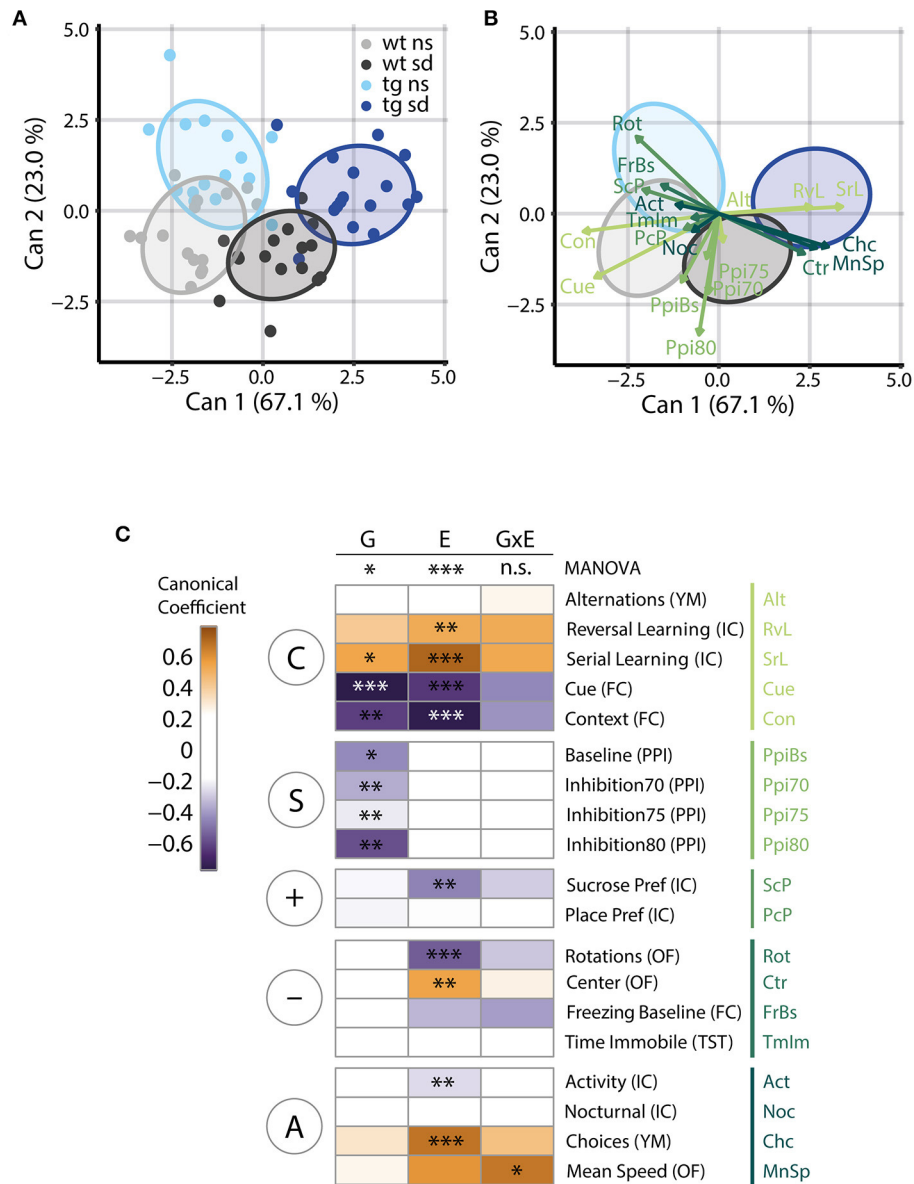 A
B
5.0
2.5
0.0
−2.5
−2.5
0.0
2.5
5.0
Can 2 (23.0 %)
Can 1 (67.1 %)
wt ns
wt sd
tg ns
tg sd
5.0
2.5
0.0
−2.5
−2.5
0.0
2.5
5.0
Can 2 (23.0 %)
Can 1 (67.1 %)
Rot
FrBs
ScP
Act
TmIm
PcP
Noc
Con
Cue
Alt
RvL
SrL
Chc
Ctr
MnSp
Ppi75
Ppi70
PpiBs
Ppi80
C
G E GxE
* *** n.s. MANOVA
Canonical
Coefficient
0.6
0.4
0.2
0
−0.2
−0.4
−0.6
C
Alternations (YM) Alt
** Reversal Learning (IC) RvL
* *** Serial Learning (IC) SrL
*** *** Cue (FC) Cue
** *** Context (FC) Con
S
* Baseline (PPI) PpiBs
** Inhibition70 (PPI) Ppi70
** Inhibition75 (PPI) Ppi75
** Inhibition80 (PPI) Ppi80
+
** Sucrose Pref (IC) ScP
Place Pref (IC) PcP
−
*** Rotations (OF) Rot
** Center (OF) Ctr
Freezing Baseline (FC) FrBs
Time Immobile (TST) TmIm
A
** Activity (IC) Act
Nocturnal (IC) Noc
*** Choices (YM) Chc
* Mean Speed (OF) MnSp